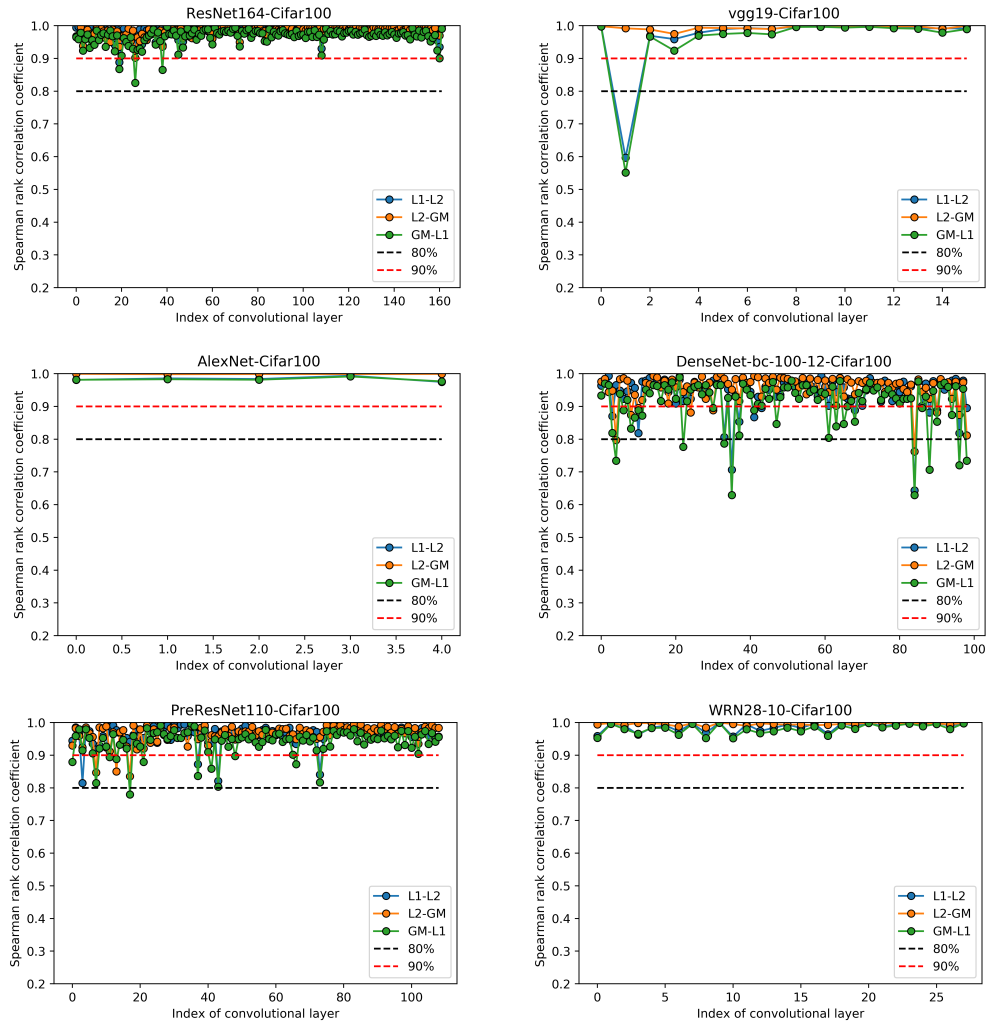 ResNet164-Cifar100
Spearman rank correlation coefficient
1.0
0.9
0.8
0.7
0.6
0.5
0.4
0.3
0.2
L1-L2
L2-GM
GM-L1
80%
90%
0 20 40 60 80 100 120 140 160
Index of convolutional layer
vgg19-Cifar100
Spearman rank correlation coefficient
1.0
0.9
0.8
0.7
0.6
0.5
0.4
0.3
0.2
L1-L2
L2-GM
GM-L1
80%
90%
0 2 4 6 8 10 12 14
Index of convolutional layer
AlexNet-Cifar100
Spearman rank correlation coefficient
1.0
0.9
0.8
0.7
0.6
0.5
0.4
0.3
0.2
L1-L2
L2-GM
GM-L1
80%
90%
0.0 0.5 1.0 1.5 2.0 2.5 3.0 3.5 4.0
Index of convolutional layer
DenseNet-bc-100-12-Cifar100
Spearman rank correlation coefficient
1.0
0.9
0.8
0.7
0.6
0.5
0.4
0.3
0.2
L1-L2
L2-GM
GM-L1
80%
90%
0 20 40 60 80 100
Index of convolutional layer
PreResNet110-Cifar100
Spearman rank correlation coefficient
1.0
0.9
0.8
0.7
0.6
0.5
0.4
0.3
0.2
L1-L2
L2-GM
GM-L1
80%
90%
0 20 40 60 80 100
Index of convolutional layer
WRN28-10-Cifar100
Spearman rank correlation coefficient
1.0
0.9
0.8
0.7
0.6
0.5
0.4
0.3
0.2
L1-L2
L2-GM
GM-L1
80%
90%
0 5 10 15 20 25
Index of convolutional layer